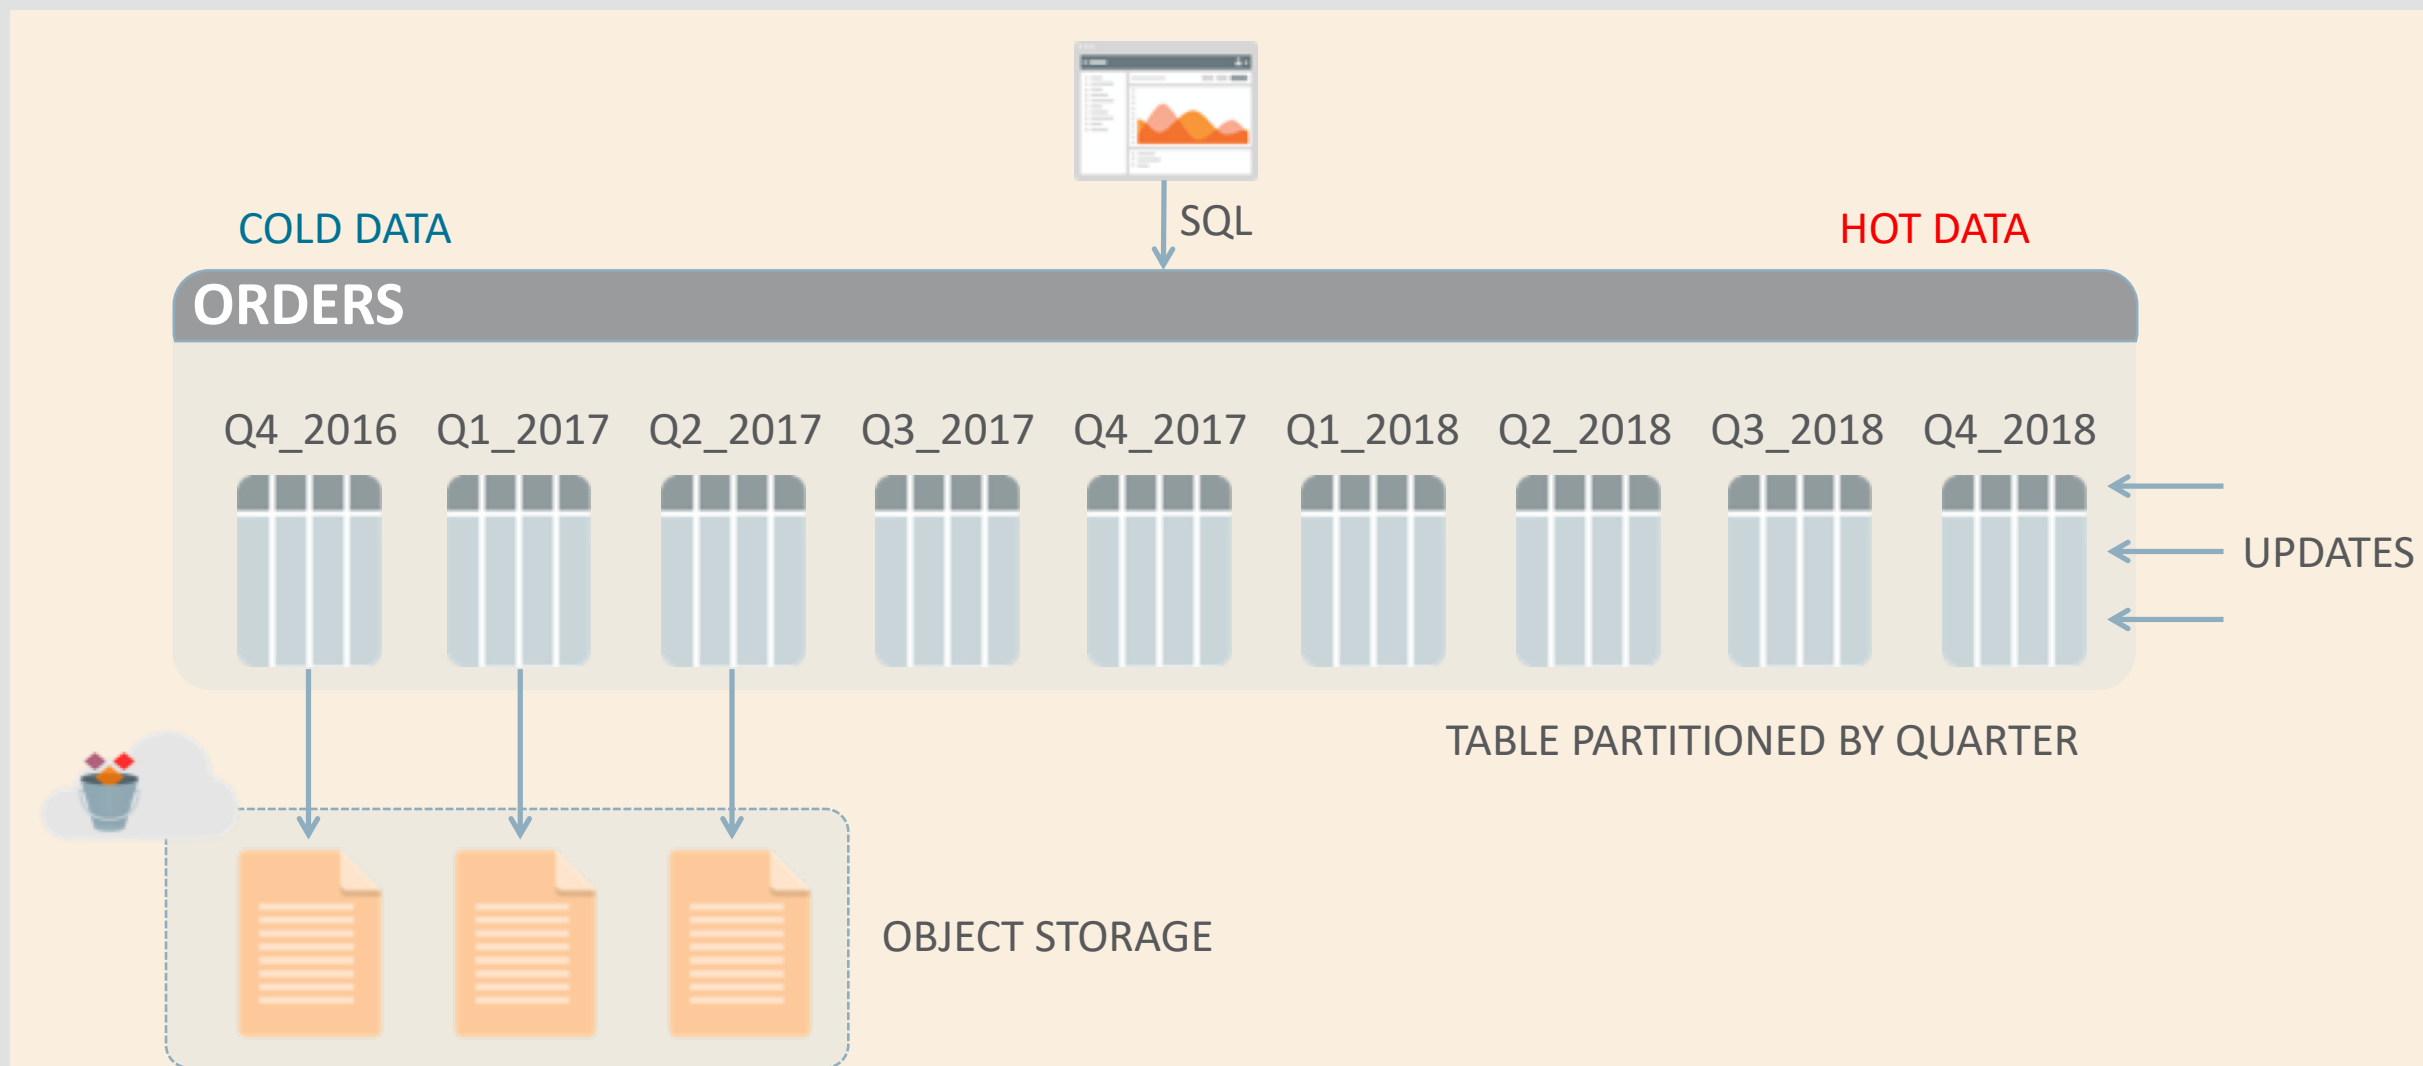 SQL
COLD DATA
HOT DATA
ORDERS
Q4_2016 Q1_2017 Q2_2017 Q3_2017 Q4_2017 Q1_2018 Q2_2018 Q3_2018 Q4_2018
UPDATES
TABLE PARTITIONED BY QUARTER
OBJECT STORAGE